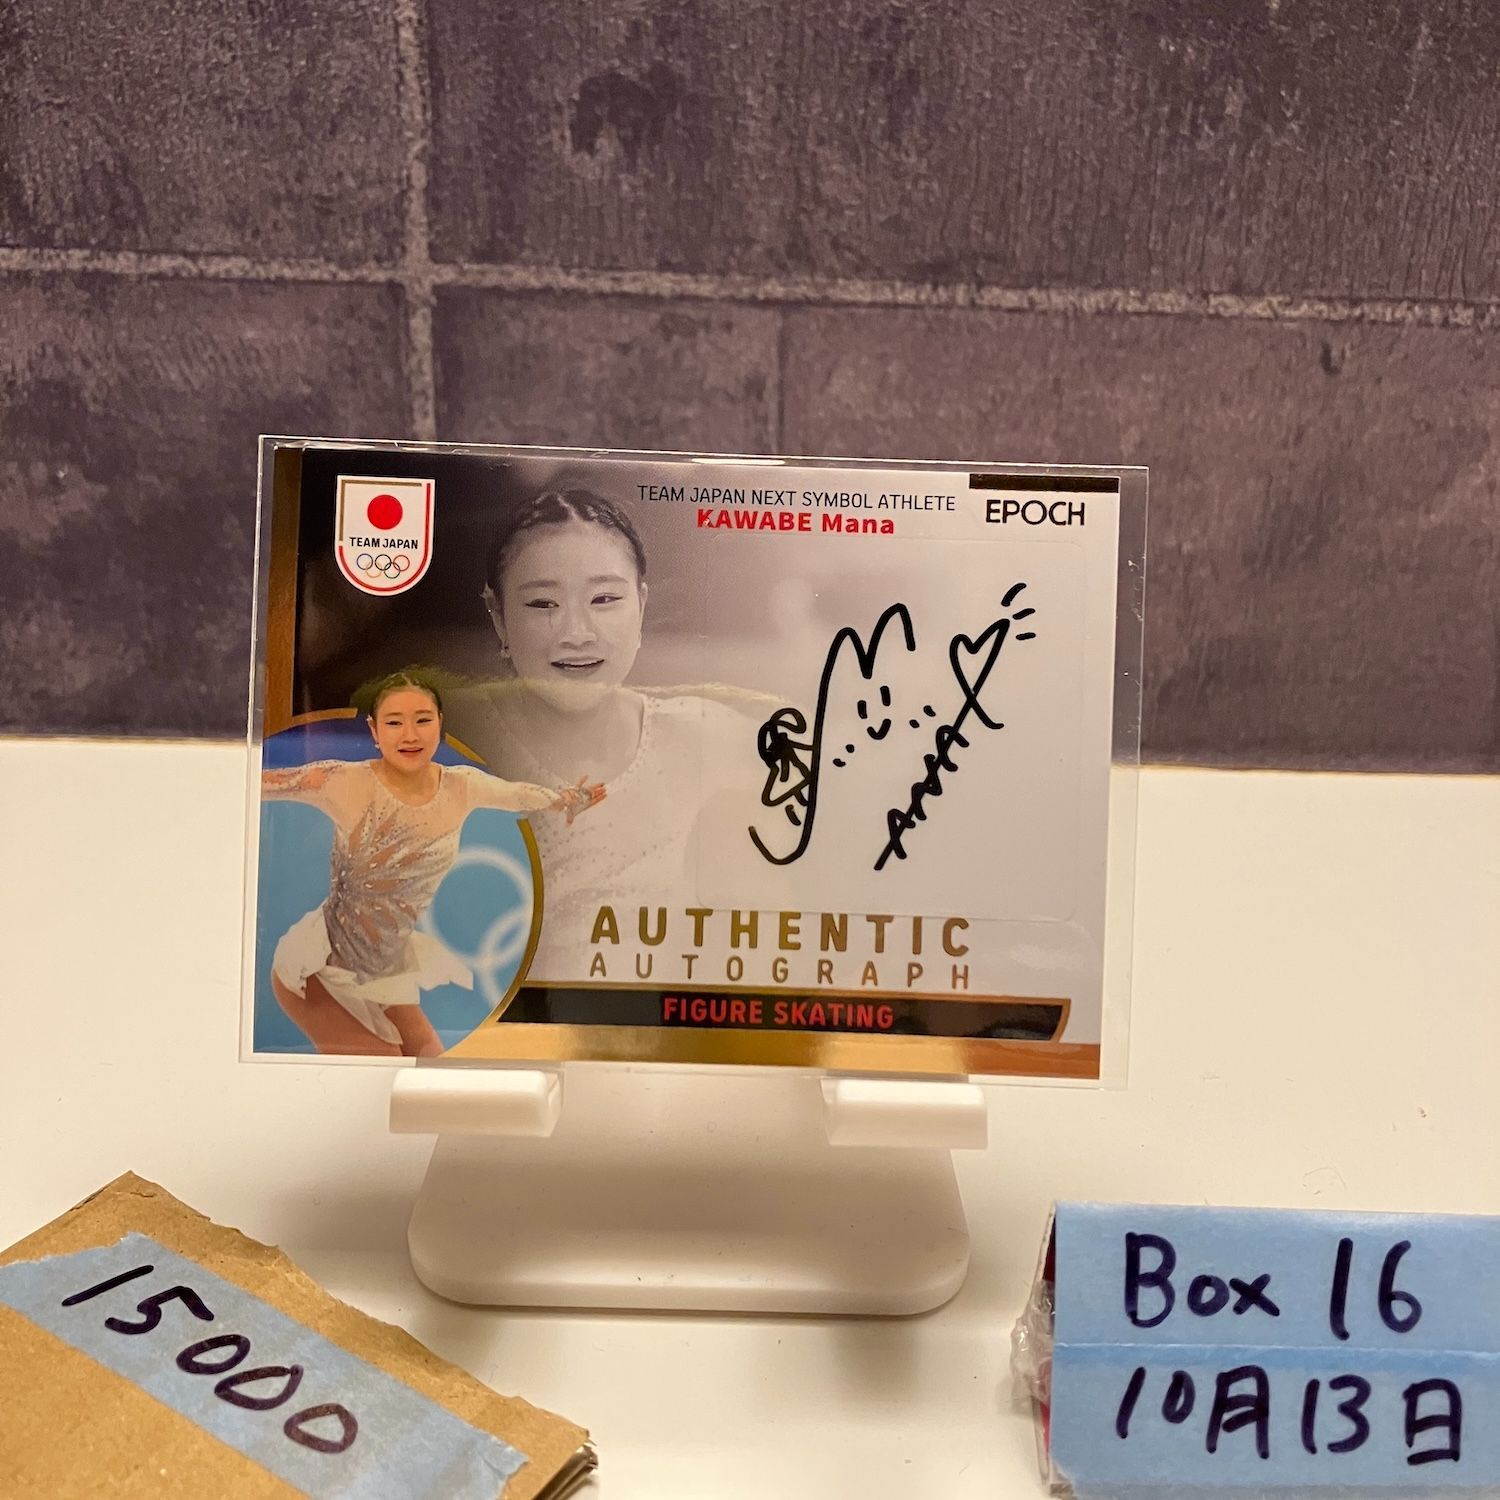 TEAM JAPAN NEXT SYMBOL ATHLETE
KAWABE Mana
EPOCH
TEAM JAPAN
AUTHENTIC
AUTOGRAPH
FIGURE SKATING
15000
Box 16
10月13日